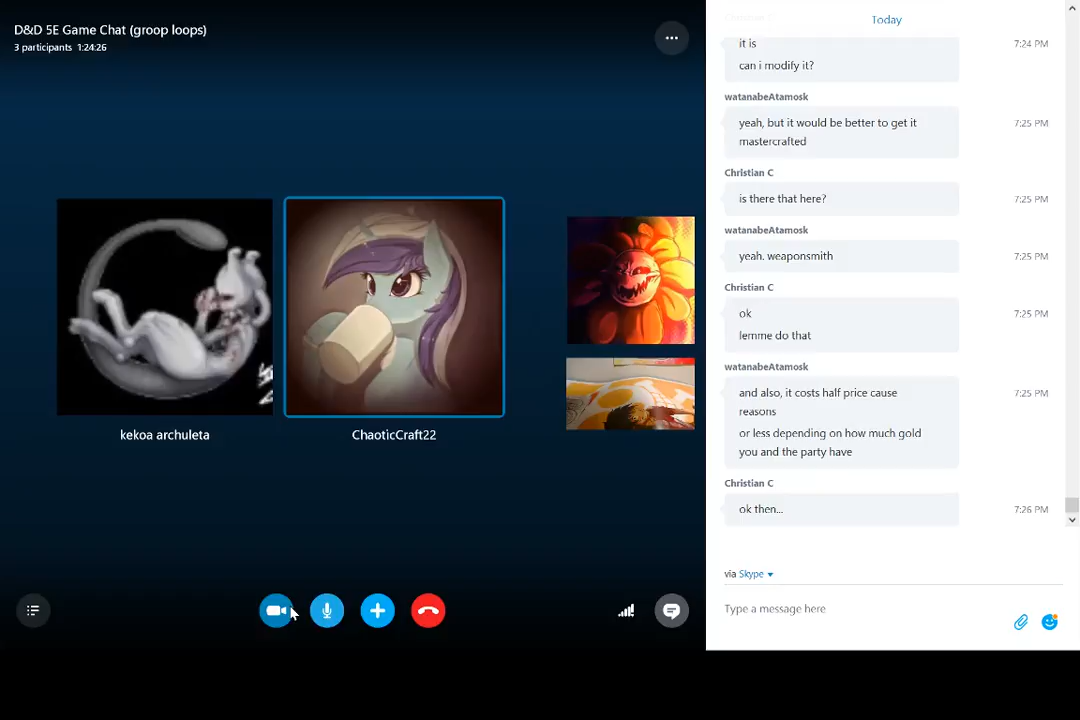 D&D 5E Game Chat (groop loops)
3 participants 1:24:26
kekoa archuleta
ChaoticCraft22
Today
it is
7:24 PM
can i modify it?
watanabeAtamosk
yeah, but it would be better to get it
7:25 PM
mastercrafted
Christian C
is there that here?
7:25 PM
watanabeAtamosk
yeah. weaponsmith
7:25 PM
Christian C
ok
7:25 PM
lemme do that
watanabeAtamosk
and also, it costs half price cause
7:25 PM
reasons
or less depending on how much gold
you and the party have
Christian C
ok then...
7:26 PM
via Skype
Type a message here